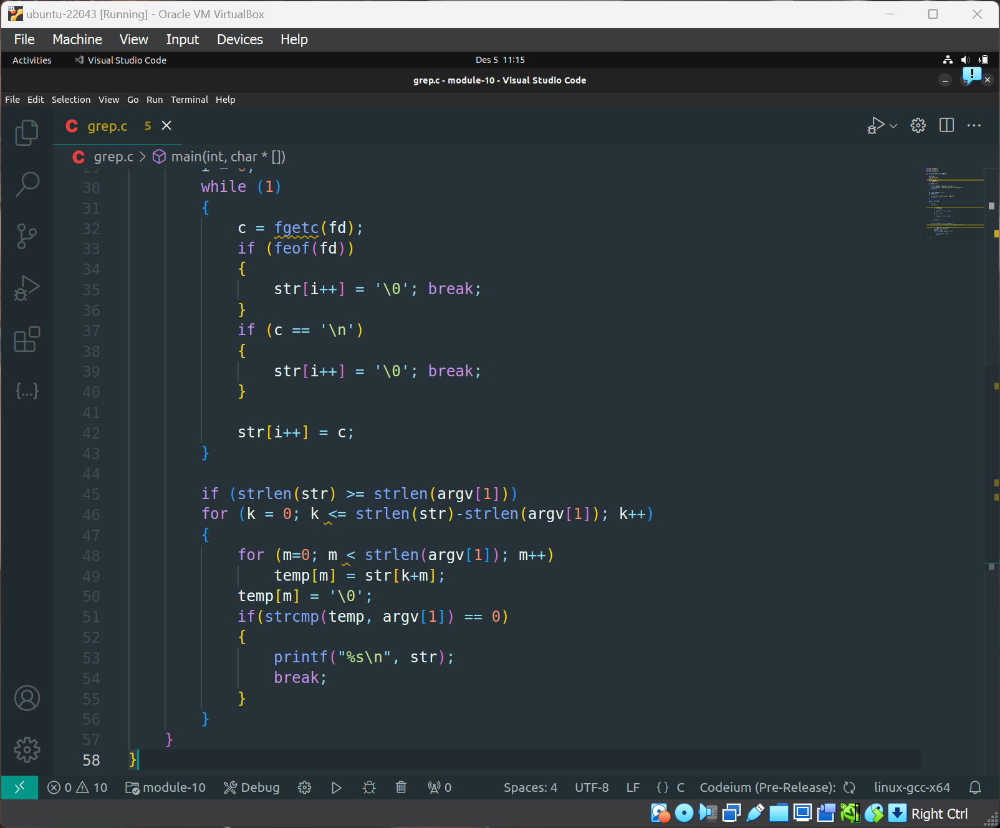 ubuntu-22043 [Running] - Oracle VM VirtualBox
File Machine View Input Devices Help
Activities Visual Studio Code Des 5 11:15
grep.c - module-10 - Visual Studio Code
File Edit Selection View Go Run Terminal Help
C grep.c 5
C grep.c > main(int, char * [])
30 while (1)
31 {
32 c = fgetc(fd);
33 if (feof(fd))
34 {
35 str[i++] = '\0'; break;
36 }
37 if (c == '\n')
38 {
39 str[i++] = '\0'; break;
40 }
41
42 str[i++] = c;
43 }
44
45 if (strlen(str) >= strlen(argv[1]))
46 for (k = 0; k <= strlen(str)-strlen(argv[1]); k++)
47 {
48 for (m=0; m < strlen(argv[1]); m++)
49 temp[m] = str[k+m];
50 temp[m] = '\0';
51 if(strcmp(temp, argv[1]) == 0)
52 {
53 printf("%s\n", str);
54 break;
55 }
56 }
57 }
58 }
0 10 module-10 Debug 0 Spaces: 4 UTF-8 LF {} C Codeium (Pre-Release): linux-gcc-x64
Right Ctrl